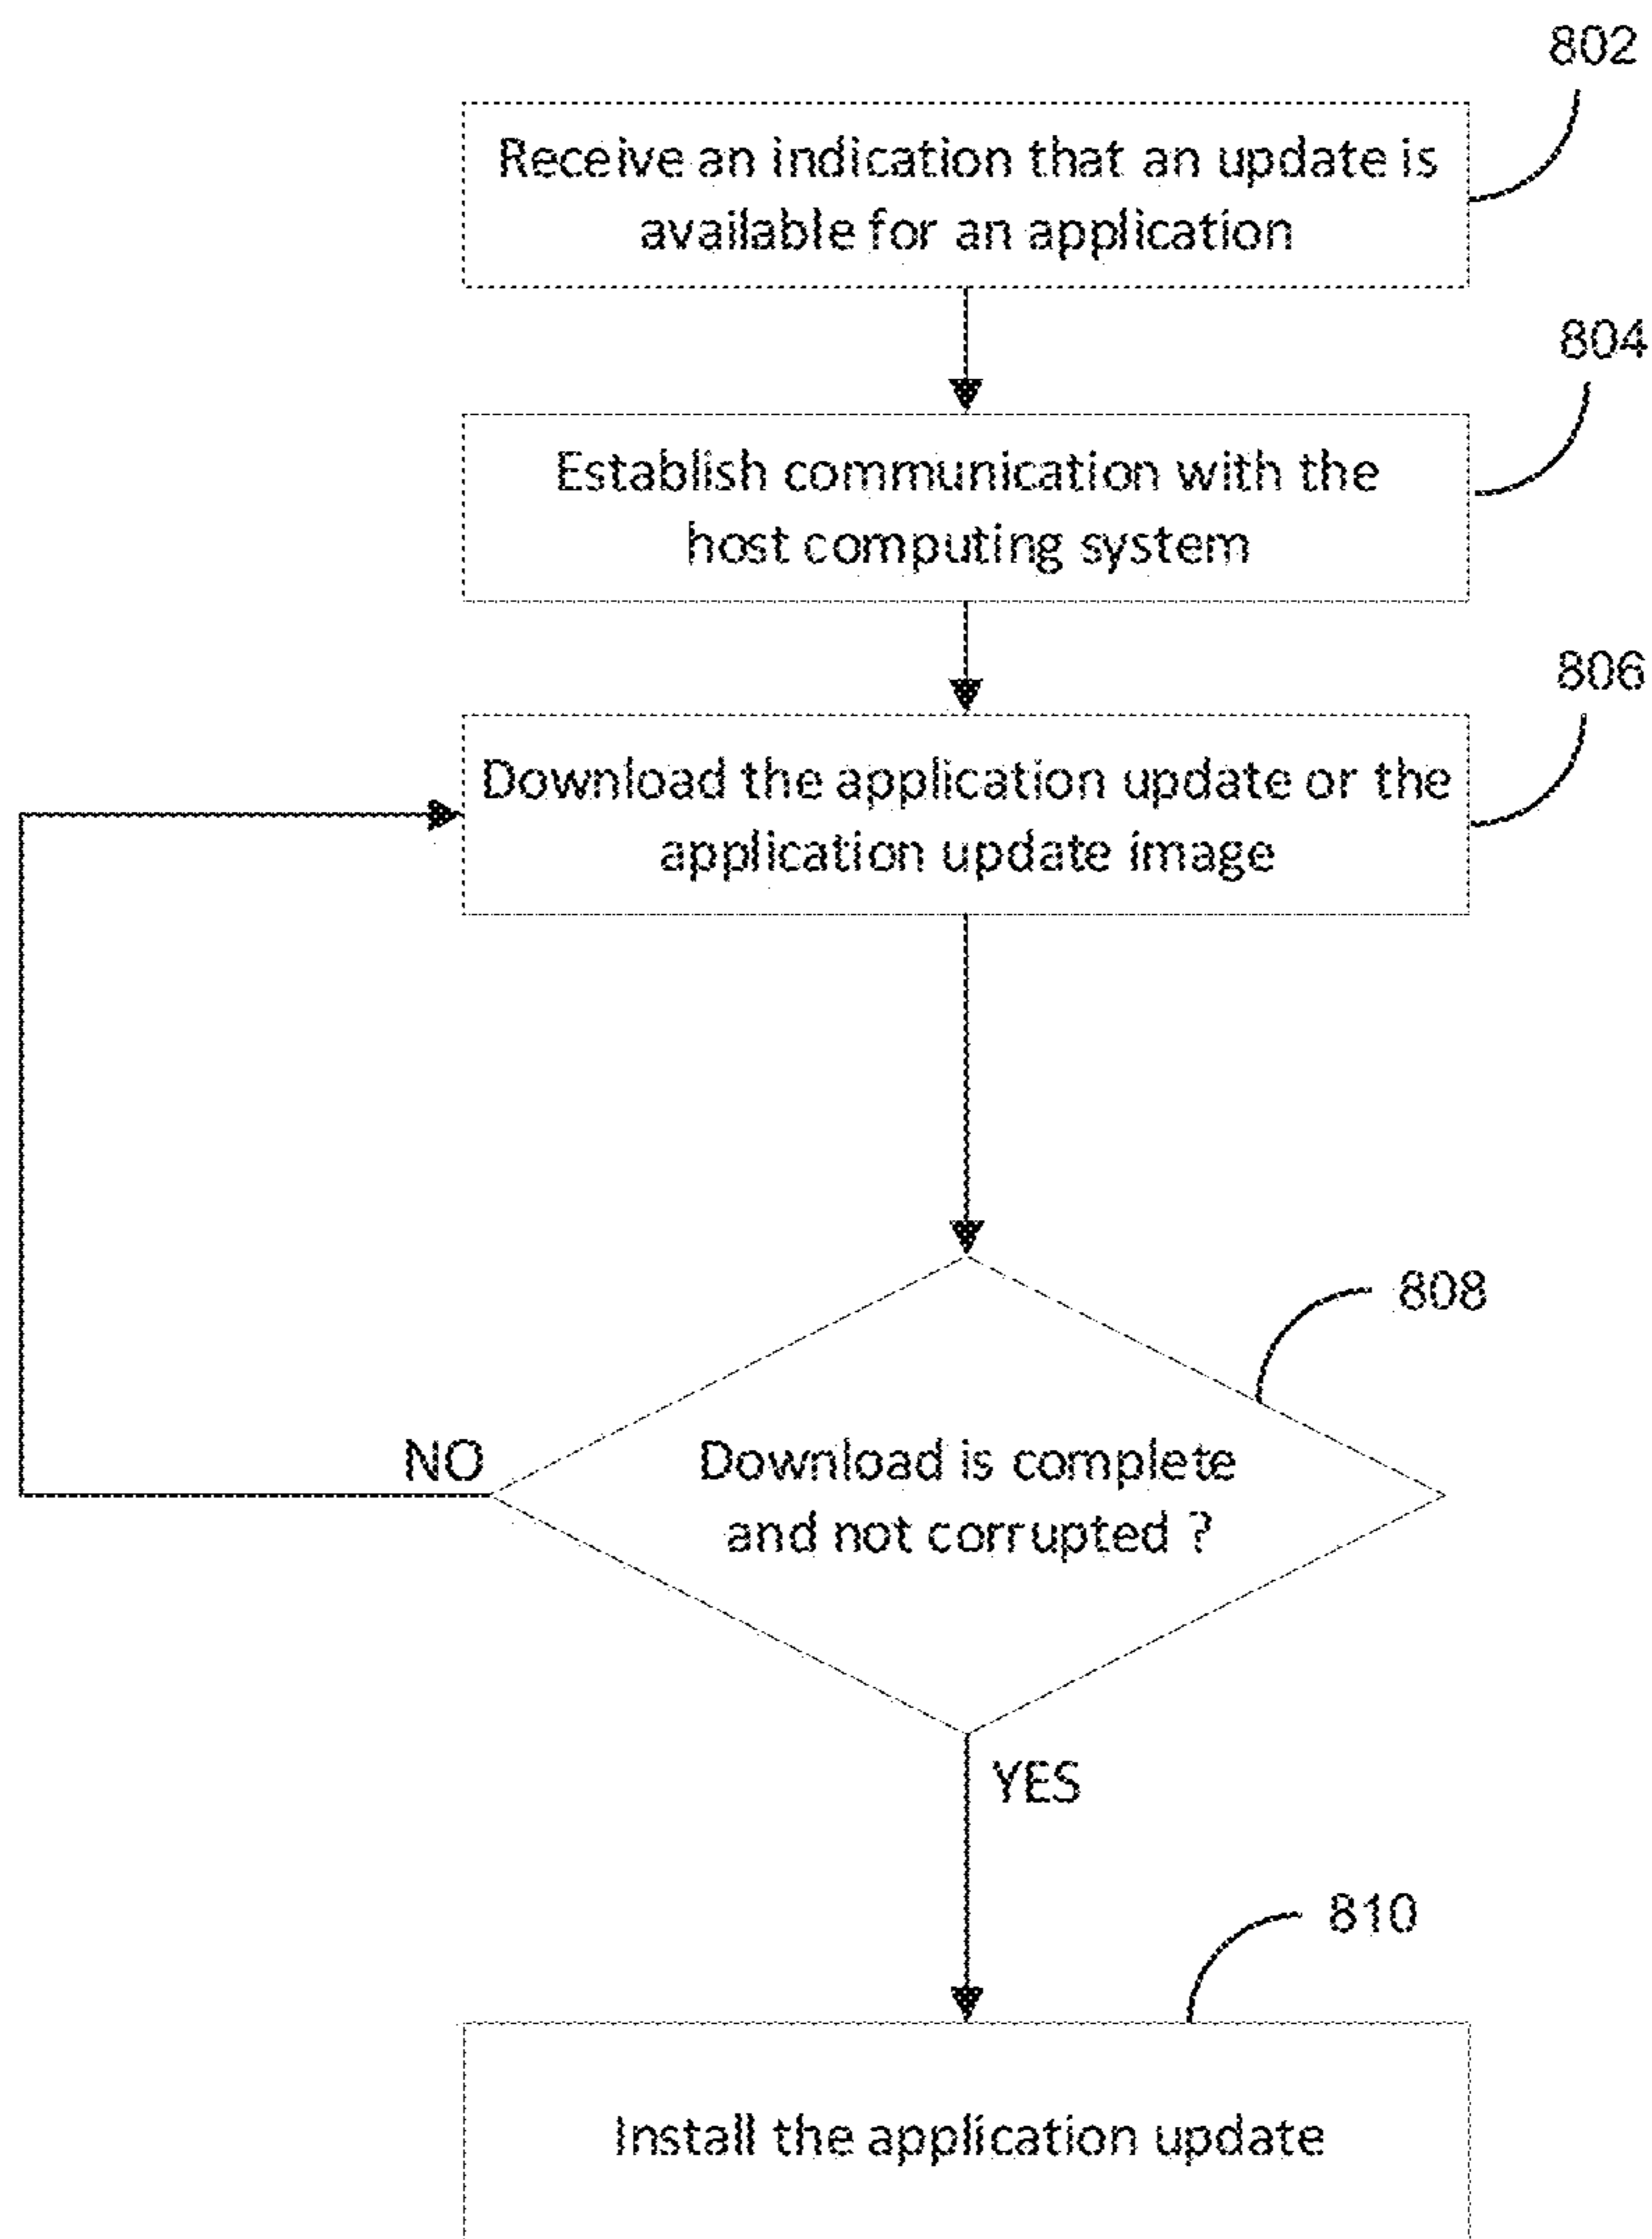 802
Receive an indication that an update is
available for an application
804
Establish communication with the
host computing system
806
Download the application update or the
application update image
808
Download is complete
and not corrupted ?
NO
YES
810
Install the application update